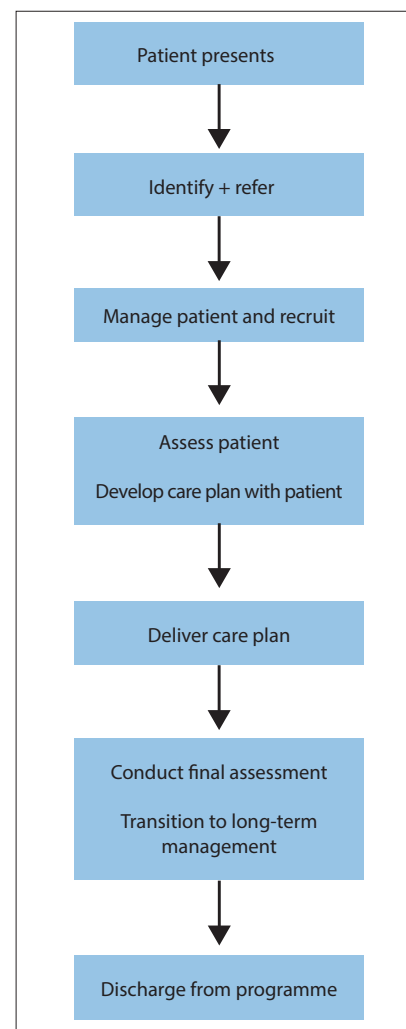 Patient presents
Identify + refer
Manage patient and recruit
Assess patient
Develop care plan with patient
Deliver care plan
Conduct final assessment
Transition to long-term
management
Discharge from programme